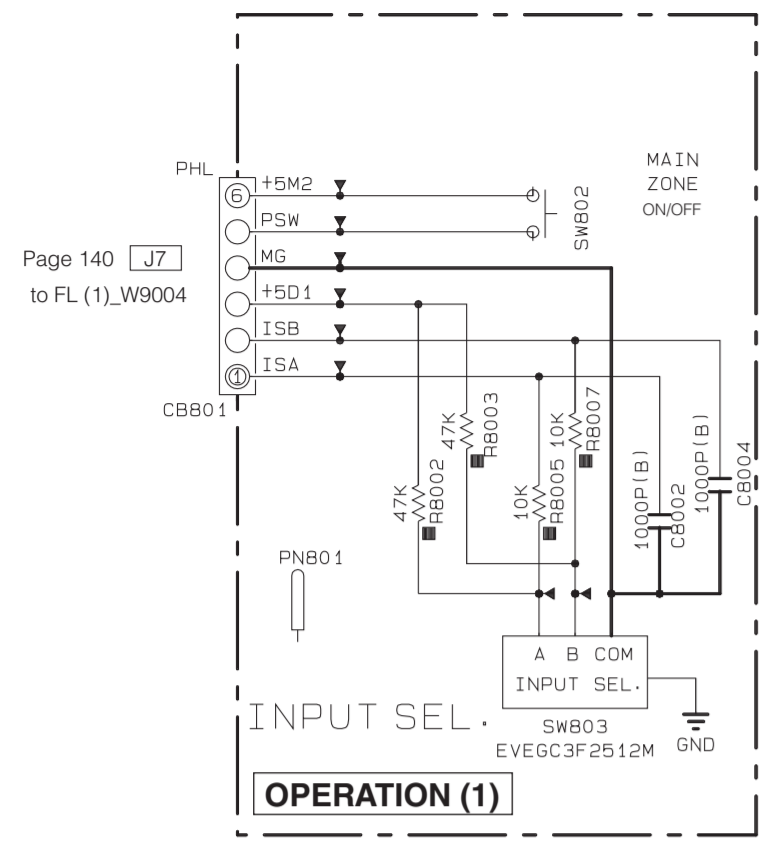 MAIN
ZONE
ON/OFF
PHL
6
+5M2
PSW
MG
+5D1
ISB
ISA
1
CB801
Page 140 J7
to FL (1)_W9004
SW802
47K
R8002
47K
R8003
10K
R8005
10K
R8007
1000P(B)
C8002
1000P(B)
C8004
PN801
A B COM
INPUT SEL.
SW803
EVEGC3F2512M
GND
INPUT SEL.
OPERATION (1)